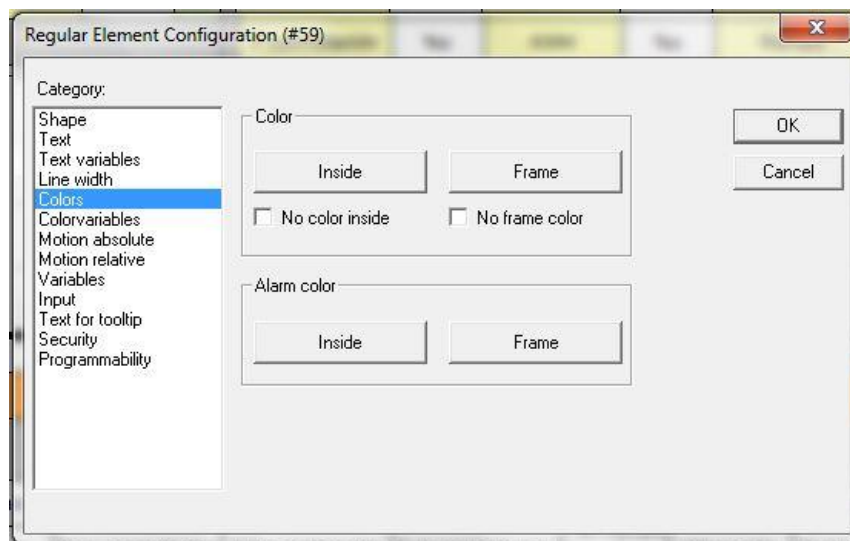 Regular Element Configuration (#59)
Category:
Shape
Text
Text variables
Line width
Colors
Colorvariables
Motion absolute
Motion relative
Variables
Input
Text for tooltip
Security
Programmability
Color
Inside
Frame
No color inside
No frame color
Alarm color
Inside
Frame
OK
Cancel